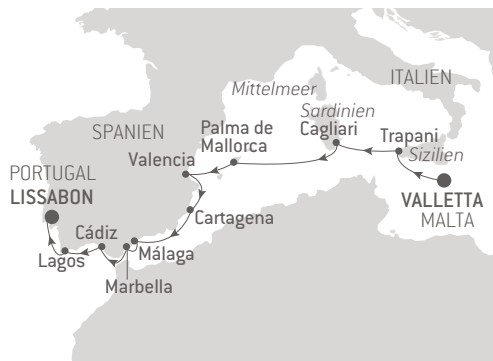 ITALIEN
Mittelmeer
Sardinien
Cagliari
SPANIEN
Palma de
Mallorca
Trapani
Sizilien
Valencia
PORTUGAL
LISSABON
VALLETTA
MALTA
Cartagena
Cádiz
Málaga
Lagos
Marbella